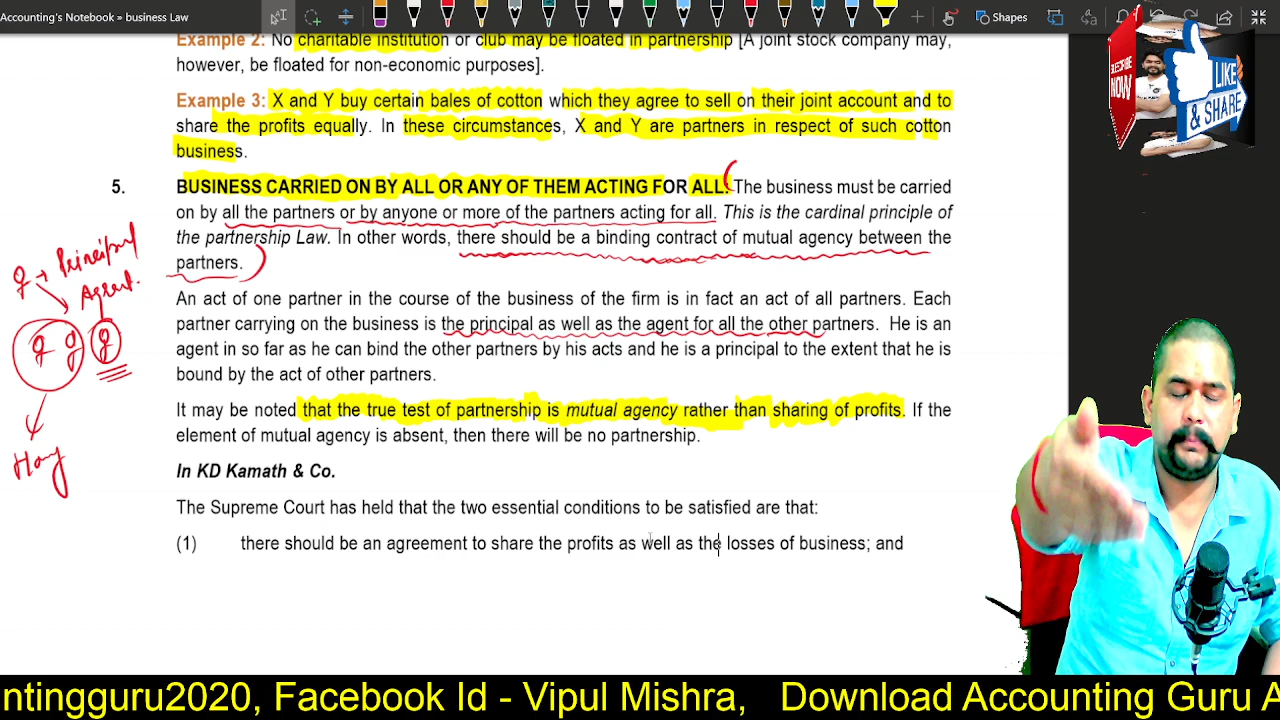 Accounting's Notebook » business Law
Shapes
Example 2: No charitable institution or club may be floated in partnership [A joint stock company may,
however, be floated for non-economic purposes].
Example 3: X and Y buy certain bales of cotton which they agree to sell on their joint account and to
share the profits equally. In these circumstances, X and Y are partners in respect of such cotton
business.
SUBSCRIBE
NOW
LIKE
& SHARE
5. BUSINESS CARRIED ON BY ALL OR ANY OF THEM ACTING FOR ALL: The business must be carried
on by all the partners or by anyone or more of the partners acting for all. This is the cardinal principle of
the partnership Law. In other words, there should be a binding contract of mutual agency between the
partners.
Principal
Agent.
An act of one partner in the course of the business of the firm is in fact an act of all partners. Each
partner carrying on the business is the principal as well as the agent for all the other partners. He is an
agent in so far as he can bind the other partners by his acts and he is a principal to the extent that he is
bound by the act of other partners.
It may be noted that the true test of partnership is mutual agency rather than sharing of profits. If the
element of mutual agency is absent, then there will be no partnership.
In KD Kamath & Co.
The Supreme Court has held that the two essential conditions to be satisfied are that:
(1) there should be an agreement to share the profits as well as the losses of business; and
ntingguru2020, Facebook Id - Vipul Mishra, Download Accounting Guru A